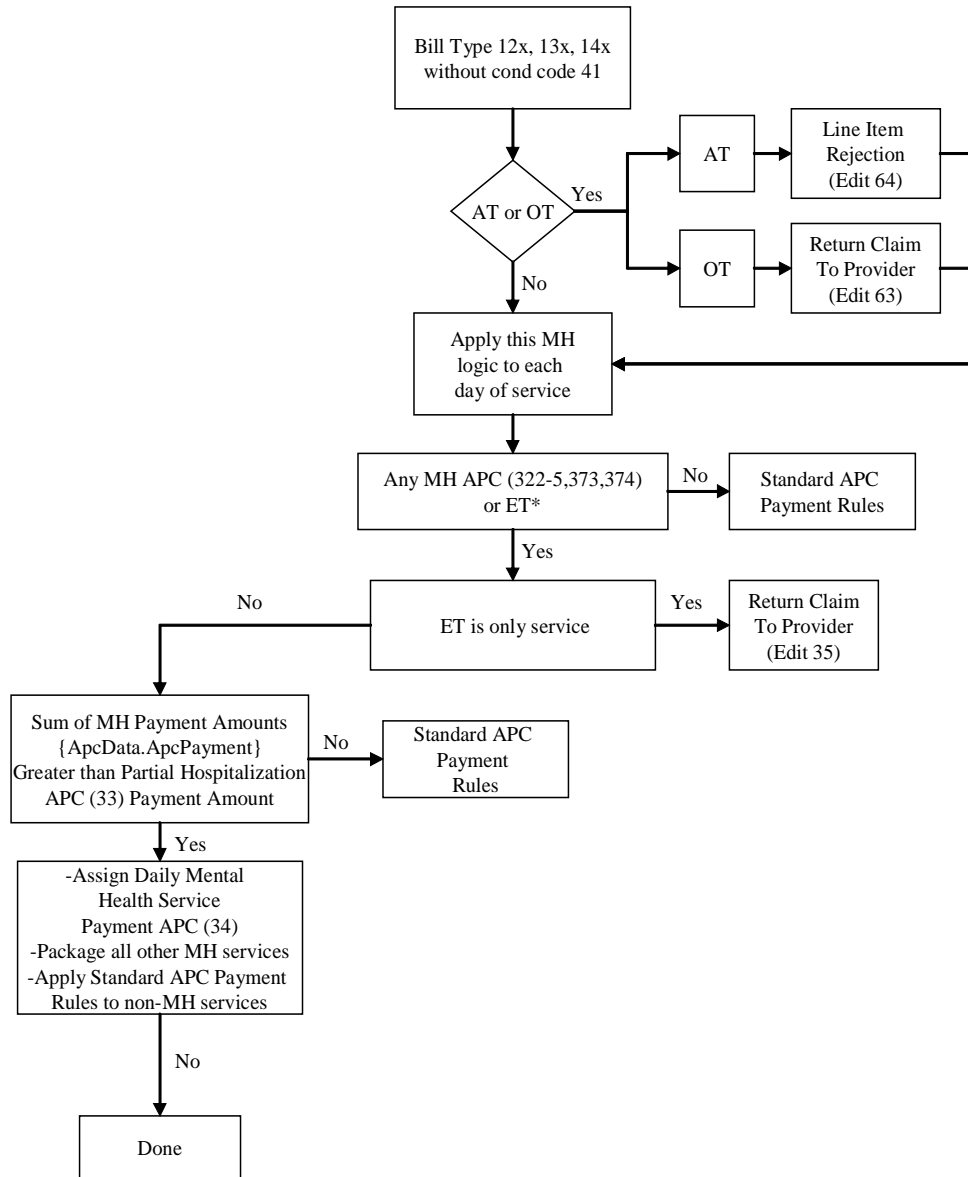 Bill Type 12x, 13x, 14x
without cond code 41
AT or OT
Yes
AT
Line Item
Rejection
(Edit 64)
OT
Return Claim
To Provider
(Edit 63)
No
Apply this MH
logic to each
day of service
Any MH APC (322-5,373,374)
or ET*
No
Standard APC
Payment Rules
Yes
No
ET is only service
Yes
Return Claim
To Provider
(Edit 35)
Sum of MH Payment Amounts
{ApcData.ApcPayment}
Greater than Partial Hospitalization
APC (33) Payment Amount
No
Standard APC
Payment
Rules
Yes
-Assign Daily Mental
Health Service
Payment APC (34)
-Package all other MH services
-Apply Standard APC Payment
Rules to non-MH services
No
Done